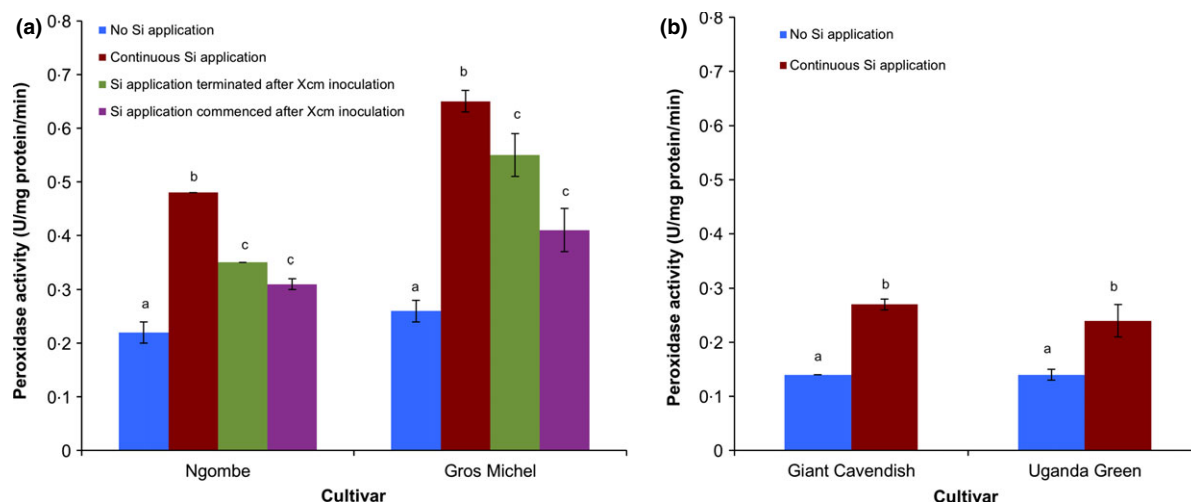 (a)
Peroxidase activity (U/mg protein/min)
0·8
0·7
0·6
0·5
0·4
0·3
0·2
0·1
0
No Si application
Continuous Si application
Si application terminated after Xcm inoculation
Si application commenced after Xcm inoculation
a
b
c
c
a
b
c
c
Ngombe
Gros Michel
Cultivar
(b)
Peroxidase activity (U/mg protein/min)
0·8
0·7
0·6
0·5
0·4
0·3
0·2
0·1
0
No Si application
Continuous Si application
a
b
a
b
Giant Cavendish
Uganda Green
Cultivar